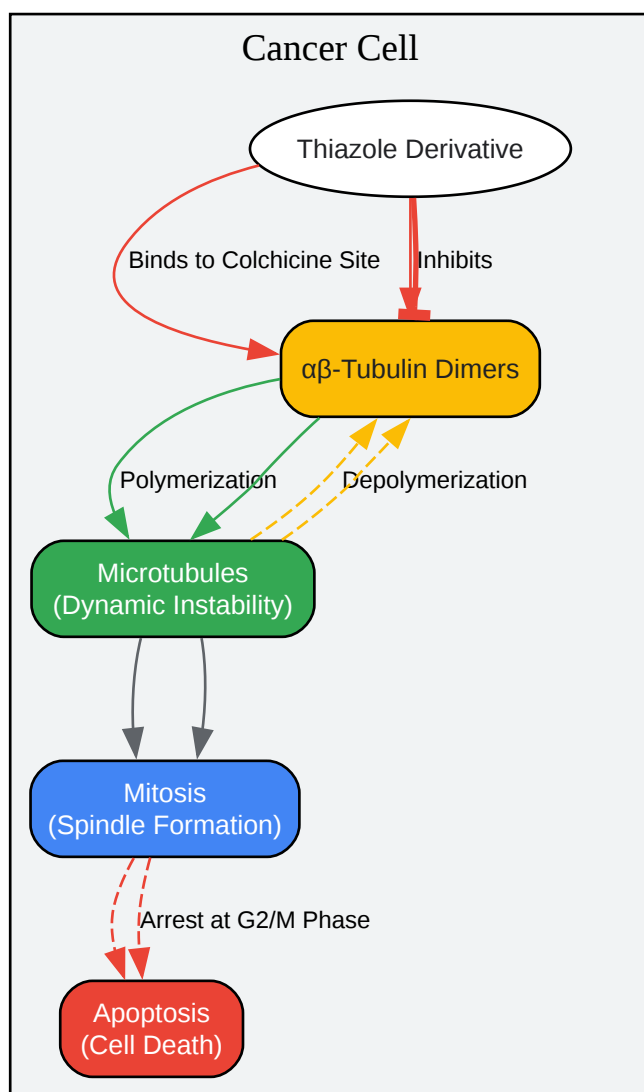 Cancer Cell
Thiazole Derivative
Binds to Colchicine Site
Inhibits
αβ-Tubulin Dimers
Polymerization
Depolymerization
Microtubules
(Dynamic Instability)
Mitosis
(Spindle Formation)
Arrest at G2/M Phase
Apoptosis
(Cell Death)